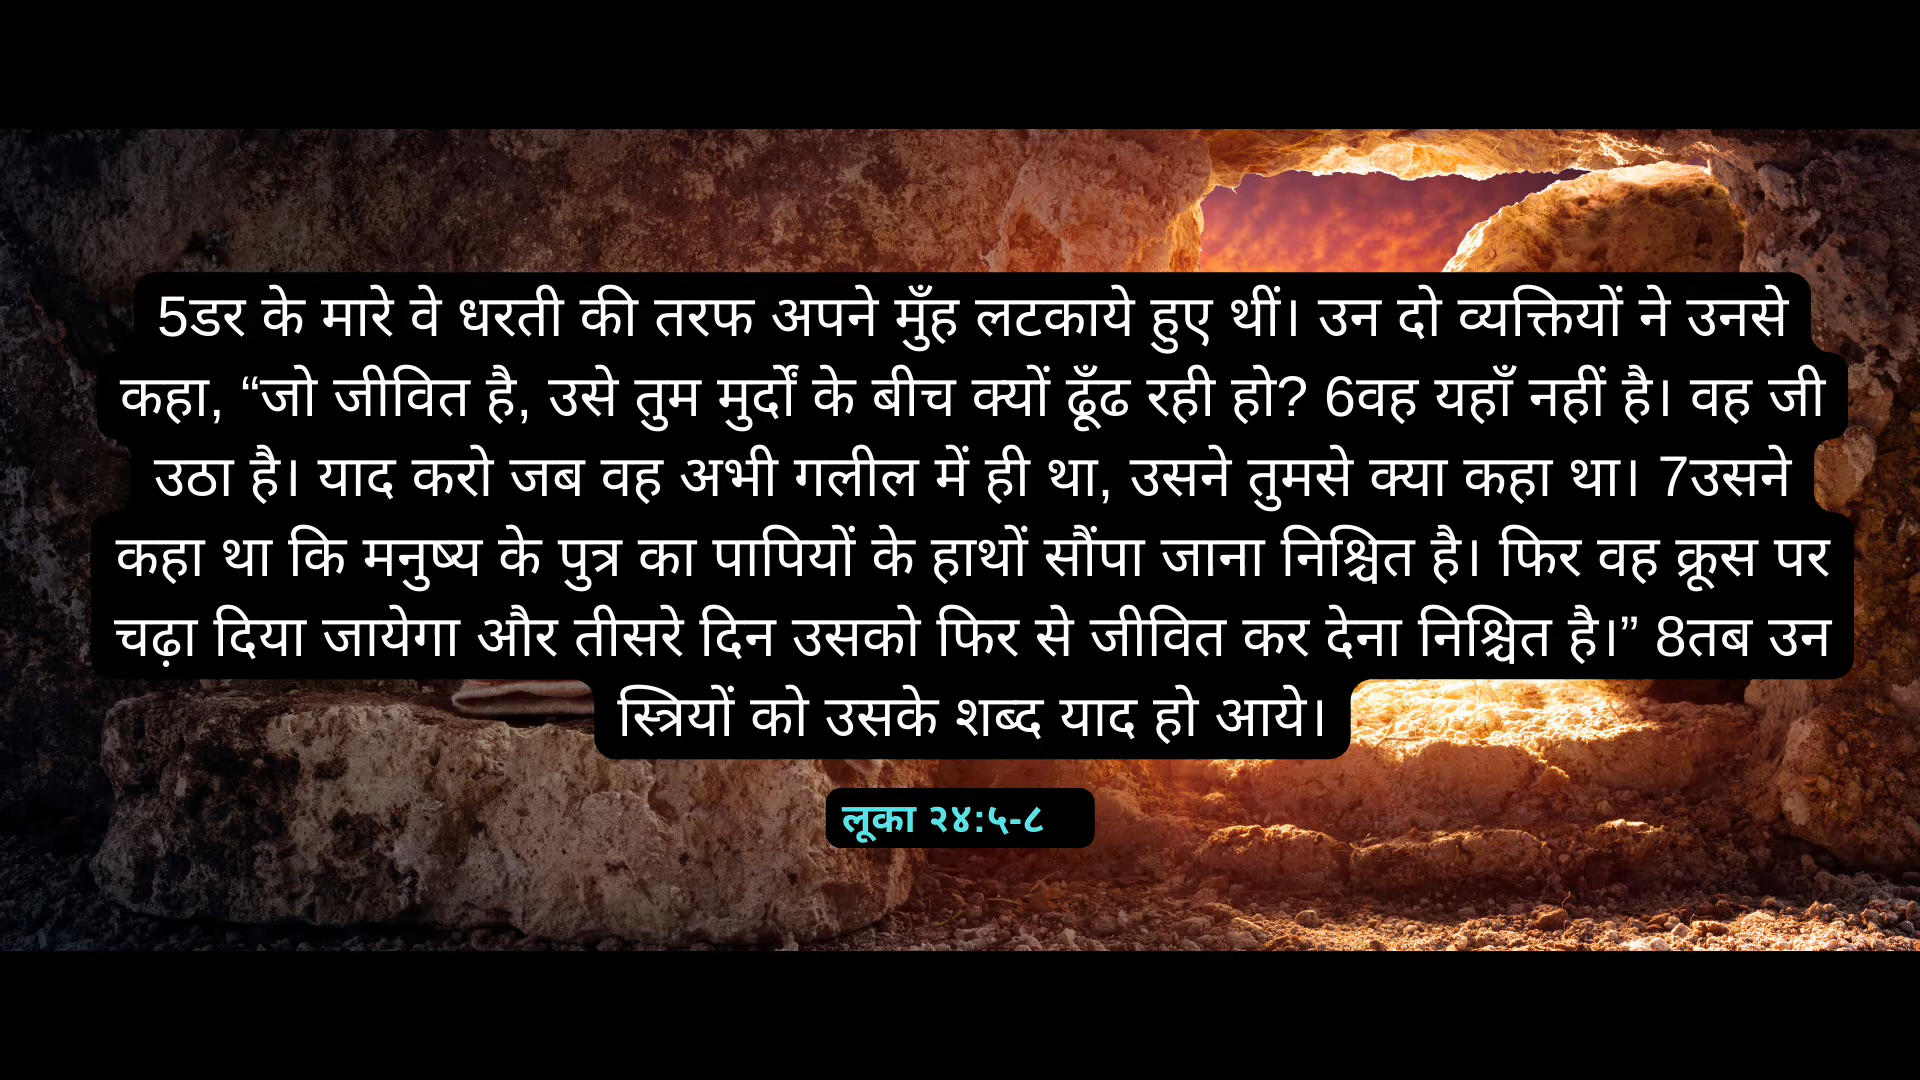 5डर के मारे वे धरती की तरफ अपने मुँह लटकाये हुए थीं। उन दो व्यक्तियों ने उनसे
कहा, “जो जीवित है, उसे तुम मुर्दों के बीच क्यों ढूँढ रही हो? 6वह यहाँ नहीं है। वह जी
उठा है। याद करो जब वह अभी गलील में ही था, उसने तुमसे क्या कहा था। 7उसने
कहा था कि मनुष्य के पुत्र का पापियों के हाथों सौंपा जाना निश्चित है। फिर वह क्रूस पर
चढ़ा दिया जायेगा और तीसरे दिन उसको फिर से जीवित कर देना निश्चित है।” 8तब उन
स्त्रियों को उसके शब्द याद हो आये।
लूका २४:५-८